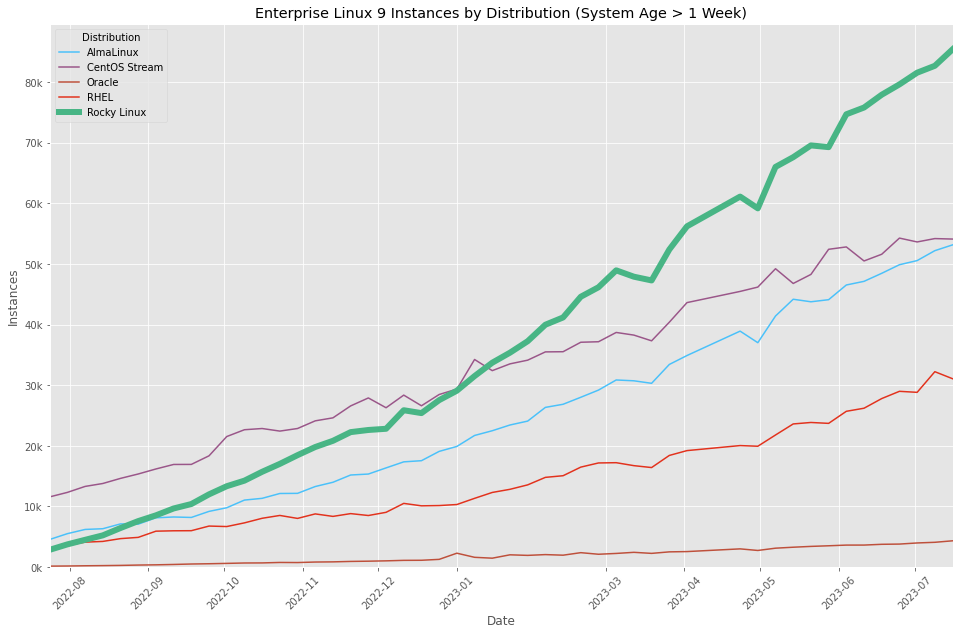 Enterprise Linux 9 Instances by Distribution (System Age > 1 Week)
Distribution
AlmaLinux
CentOS Stream
Oracle
RHEL
Rocky Linux
80k
70k
60k
50k
40k
30k
20k
10k
0k
Instances
2022-08
2022-09
2022-10
2022-11
2022-12
2023-01
2023-03
2023-04
2023-05
2023-06
2023-07
Date